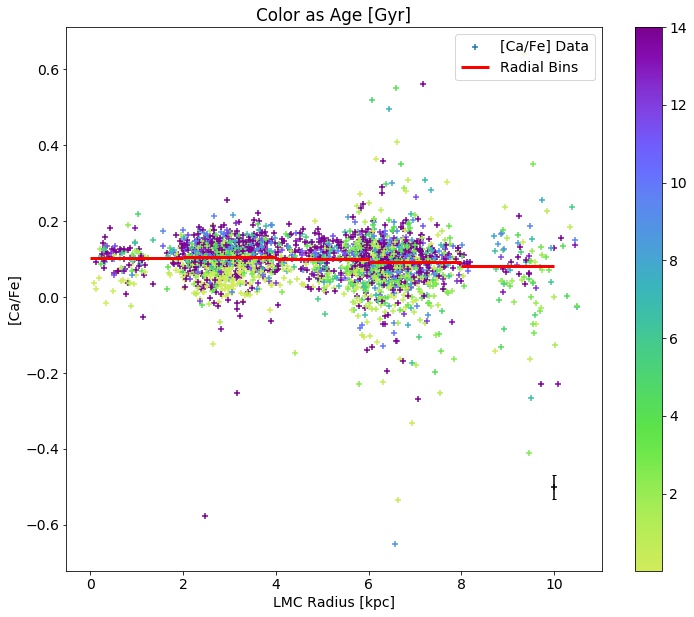 Color as Age [Gyr]
[Ca/Fe] Data
Radial Bins
[Ca/Fe]
0.6
0.4
0.2
0.0
−0.2
−0.4
−0.6
0 2 4 6 8 10
LMC Radius [kpc]
14
12
10
8
6
4
2